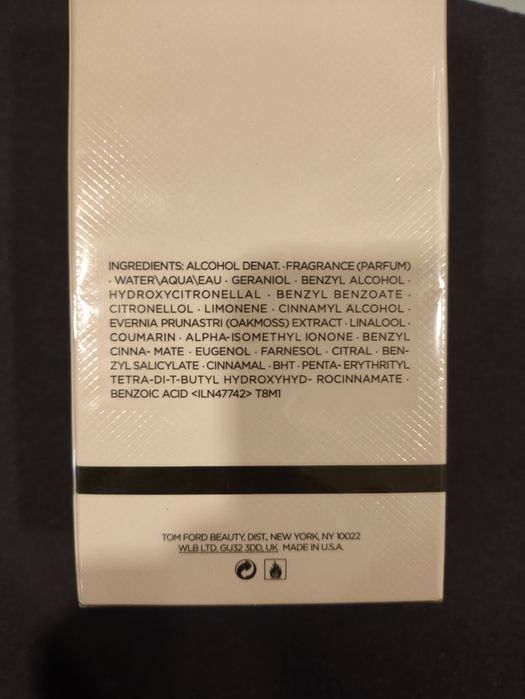 INGREDIENTS: ALCOHOL DENAT. · FRAGRANCE (PARFUM)
· WATER\AQUA\EAU · GERANIOL · BENZYL ALCOHOL ·
HYDROXYCITRONELLAL · BENZYL BENZOATE ·
CITRONELLOL · LIMONENE · CINNAMYL ALCOHOL ·
EVERNIA PRUNASTRI (OAKMOSS) EXTRACT · LINALOOL ·
COUMARIN · ALPHA-ISOMETHYL IONONE · BENZYL
CINNA- MATE · EUGENOL · FARNESOL · CITRAL · BEN-
ZYL SALICYLATE · CINNAMAL · BHT · PENTA- ERYTHRITYL
TETRA-DI-T-BUTYL HYDROXYHYD- ROCINNAMATE ·
BENZOIC ACID <ILN47742> T8M1
TOM FORD BEAUTY, DIST., NEW YORK, NY 10022
WLB LTD. GU32 3DD, UK MADE IN U.S.A.